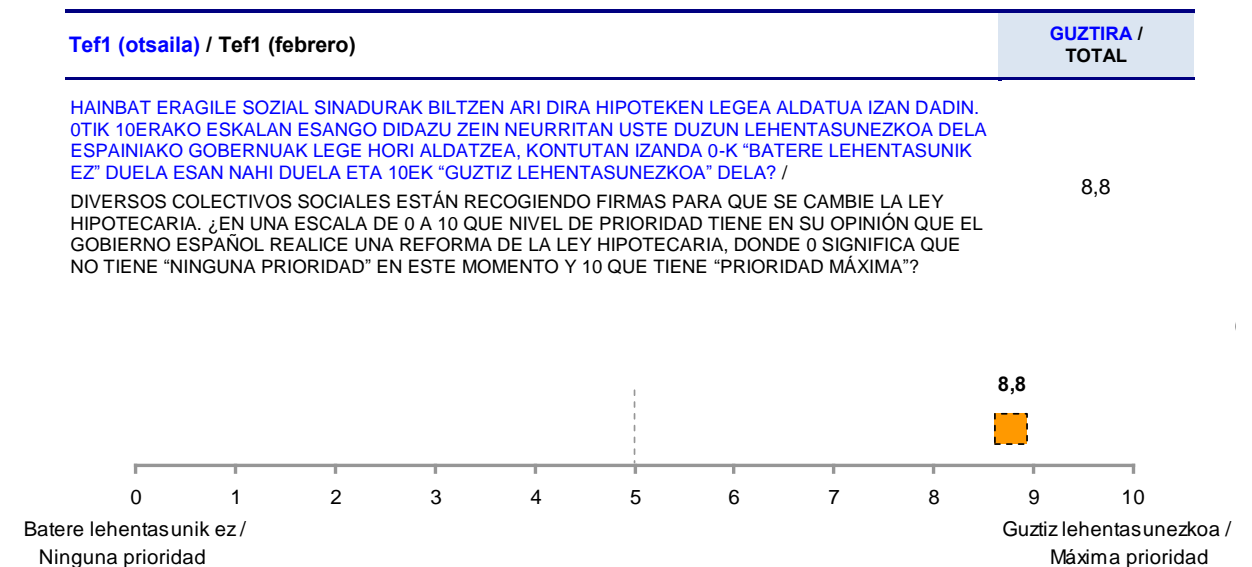 Tef1 (otsaila) / Tef1 (febrero)
GUZTIRA /
TOTAL
HAINBAT ERAGILE SOZIAL SINADURAK BILTZEN ARI DIRA HIPOTEKEN LEGEA ALDATUA IZAN DADIN.
0TIK 10ERAKO ESKALAN ESANGO DIDAZU ZEIN NEURRITAN USTE DUZUN LEHENTASUNEZKOA DELA
ESPAINIAKO GOBERNUAK LEGE HORI ALDATZEA, KONTUTAN IZANDA 0-K “BATERE LEHENTASUNIK
EZ” DUELA ESAN NAHI DUELA ETA 10EK “GUZTIZ LEHENTASUNEZKOA” DELA? /
DIVERSOS COLECTIVOS SOCIALES ESTÁN RECOGIENDO FIRMAS PARA QUE SE CAMBIE LA LEY
HIPOTECARIA. ¿EN UNA ESCALA DE 0 A 10 QUE NIVEL DE PRIORIDAD TIENE EN SU OPINIÓN QUE EL
GOBIERNO ESPAÑOL REALICE UNA REFORMA DE LA LEY HIPOTECARIA, DONDE 0 SIGNIFICA QUE
NO TIENE “NINGUNA PRIORIDAD” EN ESTE MOMENTO Y 10 QUE TIENE “PRIORIDAD MÁXIMA”?
8,8
8,8
0 1 2 3 4 5 6 7 8 9 10
Batere lehentasunik ez /
Ninguna prioridad
Guztiz lehentasunezkoa /
Máxima prioridad